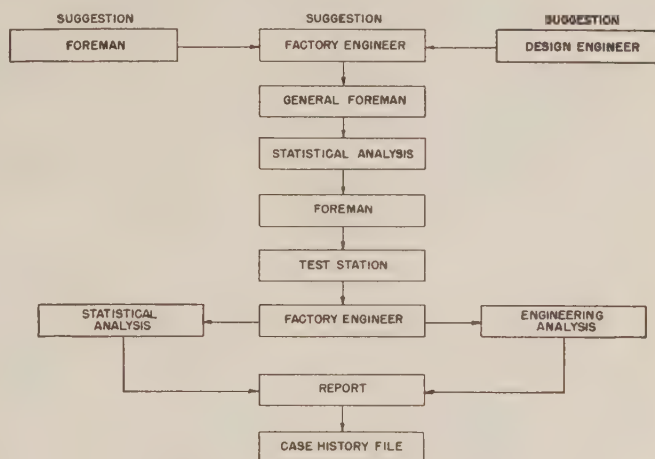 SUGGESTION
SUGGESTION
SUGGESTION
FOREMAN
FACTORY ENGINEER
DESIGN ENGINEER
GENERAL FOREMAN
STATISTICAL ANALYSIS
FOREMAN
TEST STATION
STATISTICAL
ANALYSIS
FACTORY ENGINEER
ENGINEERING
ANALYSIS
REPORT
CASE HISTORY FILE